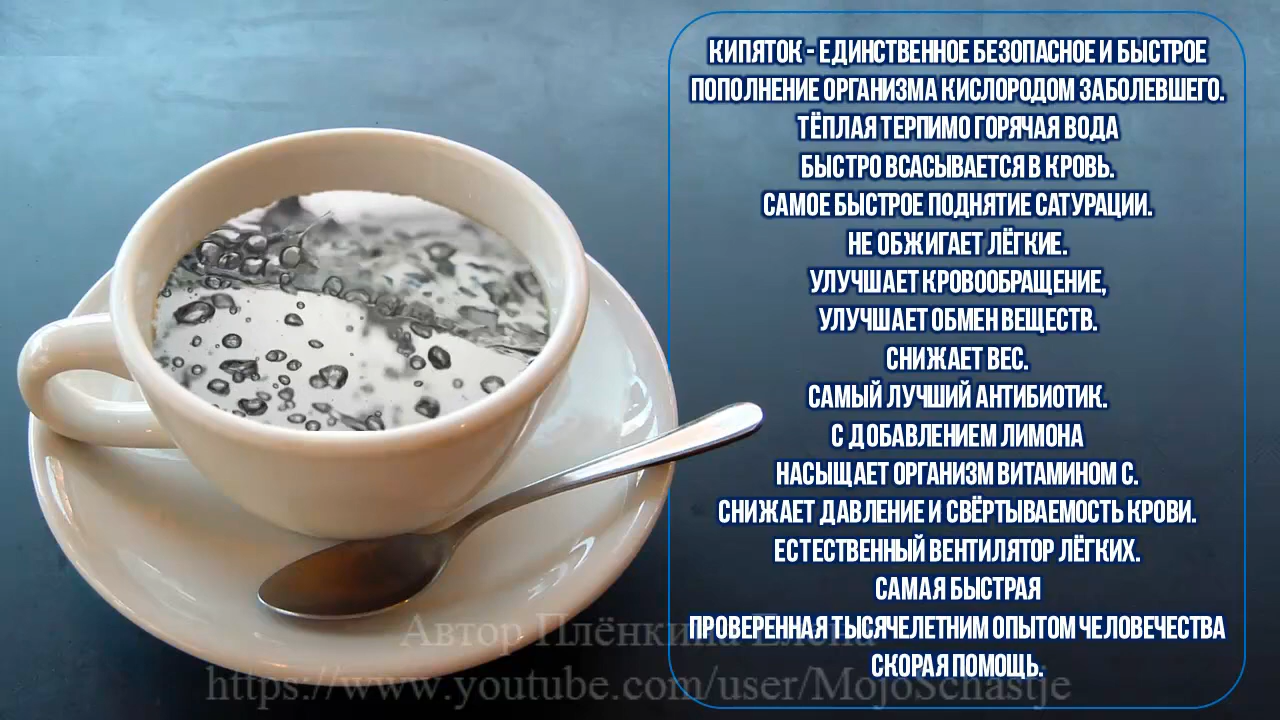 КИПЯТОК - ЕДИНСТВЕННОЕ БЕЗОПАСНОЕ И БЫСТРОЕ
ПОПОЛНЕНИЕ ОРГАНИЗМА КИСЛОРОДОМ ЗАБОЛЕВШЕГО.
ТЁПЛАЯ ТЕРПИМО ГОРЯЧАЯ ВОДА
БЫСТРО ВСАСЫВАЕТСЯ В КРОВЬ.
САМОЕ БЫСТРОЕ ПОДНЯТИЕ САТУРАЦИИ.
НЕ ОБЖИГАЕТ ЛЁГКИЕ.
УЛУЧШАЕТ КРОВООБРАЩЕНИЕ,
УЛУЧШАЕТ ОБМЕН ВЕЩЕСТВ.
СНИЖАЕТ ВЕС.
САМЫЙ ЛУЧШИЙ АНТИБИОТИК.
С ДОБАВЛЕНИЕМ ЛИМОНА
НАСЫЩАЕТ ОРГАНИЗМ ВИТАМИНОМ С.
СНИЖАЕТ ДАВЛЕНИЕ И СВЁРТЫВАЕМОСТЬ КРОВИ.
ЕСТЕСТВЕННЫЙ ВЕНТИЛЯТОР ЛЁГКИХ.
САМАЯ БЫСТРАЯ
ПРОВЕРЕННАЯ ТЫСЯЧЕЛЕТНИМ ОПЫТОМ ЧЕЛОВЕЧЕСТВА
СКОРАЯ ПОМОЩЬ.
Автор Плёнкина Елена
https://www.youtube.com/user/MojoSchastje